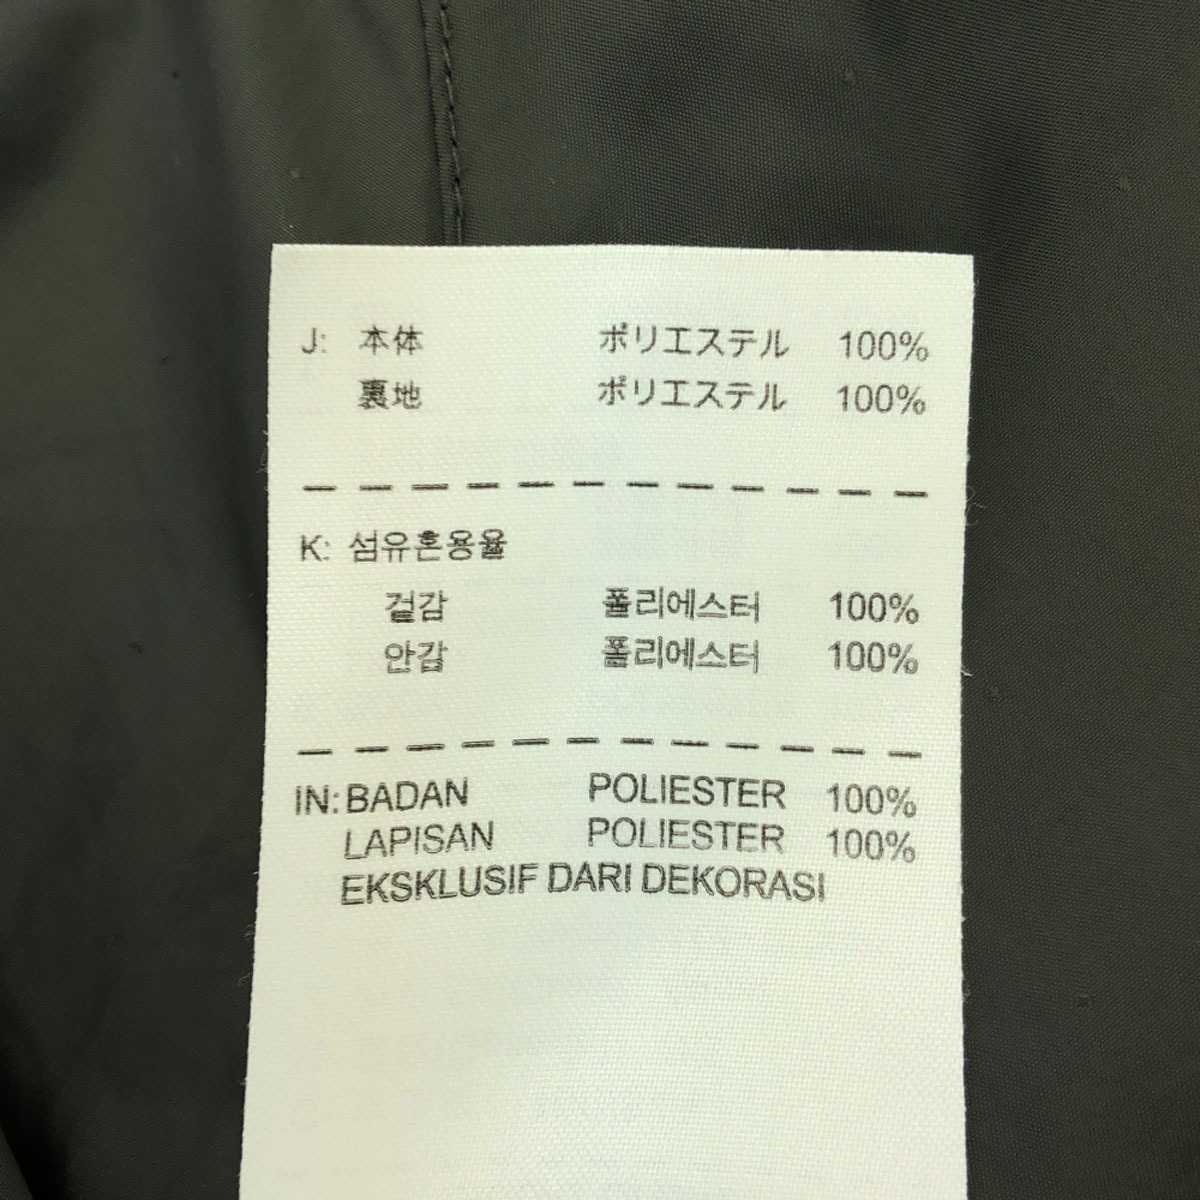 J: 本体 ポリエステル 100%
裏地 ポリエステル 100%
K: 섬유혼용율
겉감 폴리에스터 100%
안감 폴리에스터 100%
IN: BADAN POLIESTER 100%
LAPISAN POLIESTER 100%
EKSKLUSIF DARI DEKORASI